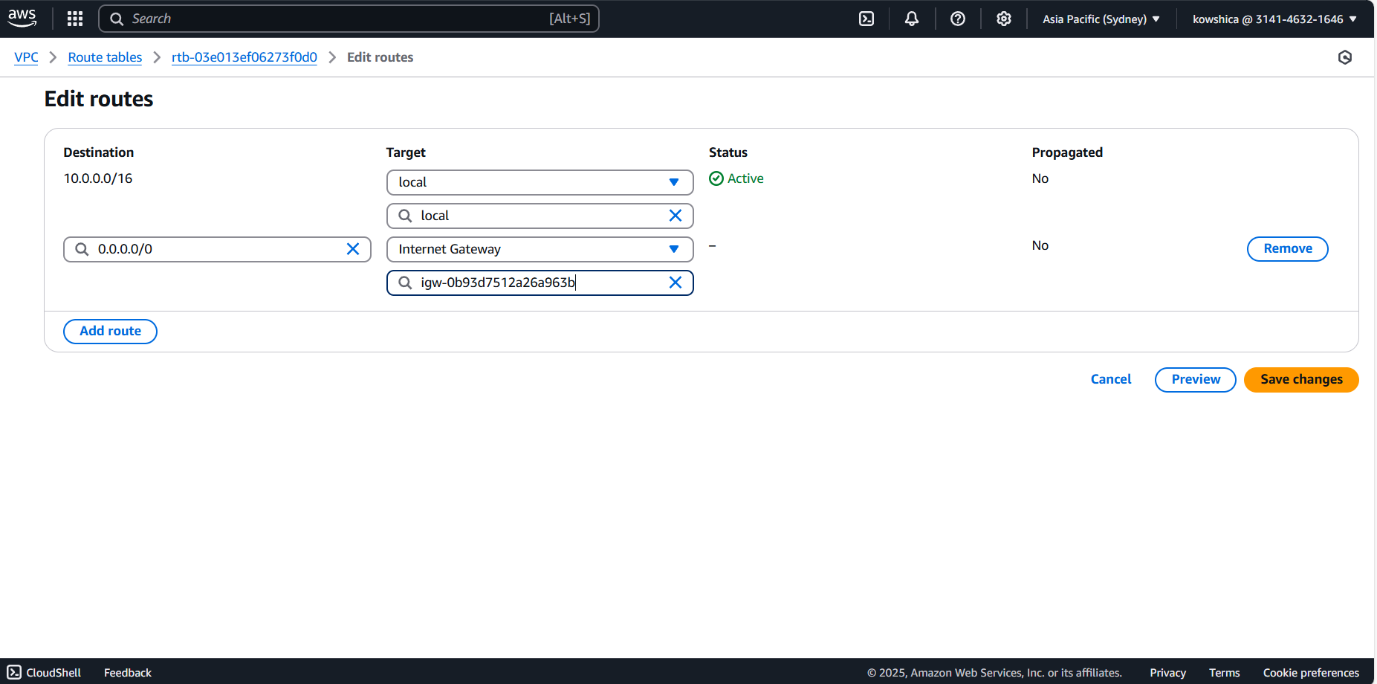 aws Search [Alt+S] Asia Pacific (Sydney) kowshica @ 3141-4632-1646
VPC Route tables rtb-03e013ef06273f0d0 Edit routes
Edit routes
Destination Target Status Propagated
10.0.0.0/16 local Active No
local
0.0.0.0/0 Internet Gateway – No Remove
igw-0b93d7512a26a963b
Add route
Cancel Preview Save changes
CloudShell Feedback © 2025, Amazon Web Services, Inc. or its affiliates. Privacy Terms Cookie preferences